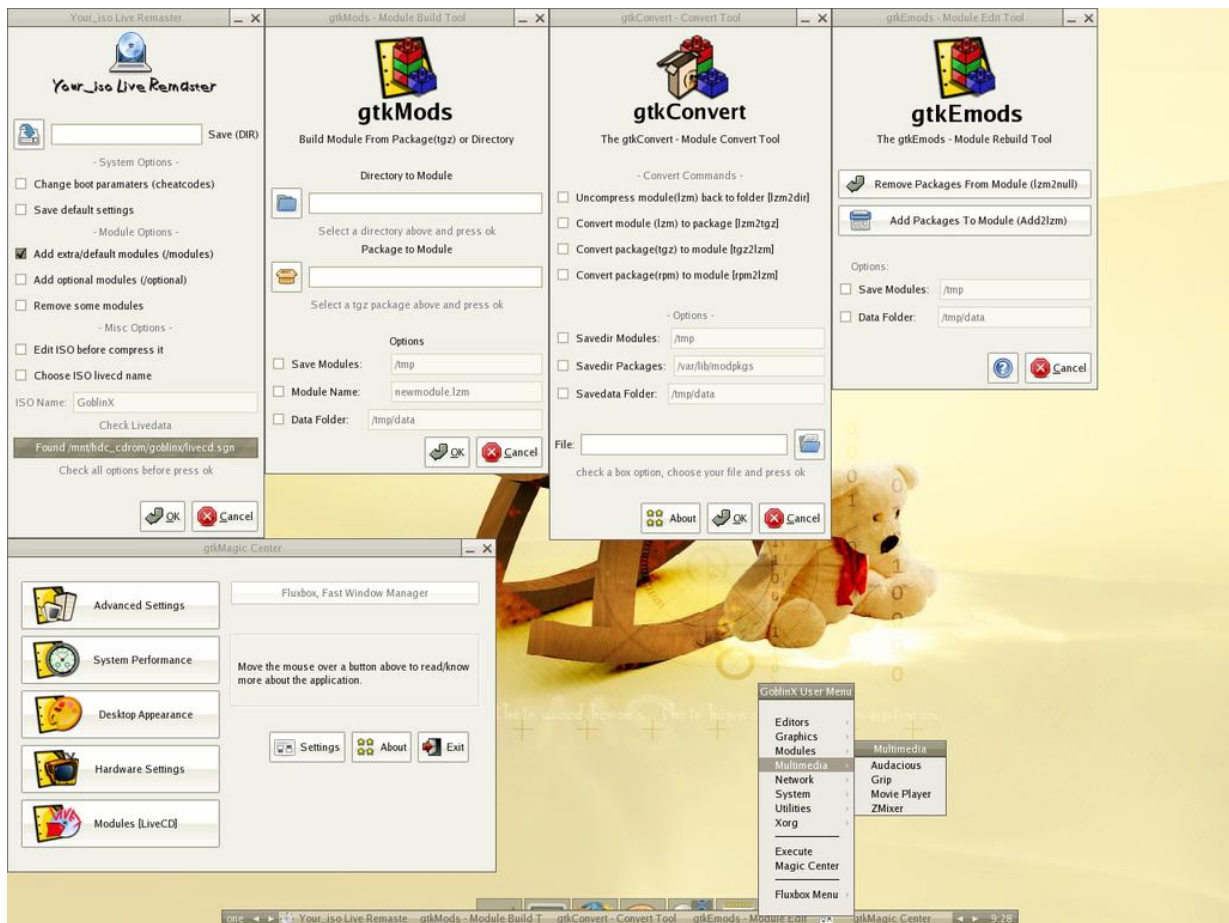 Your_iso Live Remaster
Your_iso Live Remaster
Save (DIR)
- System Options -
Change boot paramaters (cheatcodes)
Save default settings
- Module Options -
Add extra/default modules (/modules)
Add optional modules (/optional)
Remove some modules
- Misc Options -
Edit ISO before compress it
Choose ISO livecd name
ISO Name: GoblinX
Check Livedata
Found /mnt/hdc_cdrom/goblinx/livecd.sgn
Check all options before press ok
OK Cancel
gtkMods - Module Build Tool
gtkMods
Build Module From Package(tgz) or Directory
Directory to Module
Select a directory above and press ok
Package to Module
Select a tgz package above and press ok
Options
Save Modules: /tmp
Module Name: newmodule.lzm
Data Folder: /tmp/data
OK Cancel
gtkConvert - Convert Tool
gtkConvert
The gtkConvert - Module Convert Tool
- Convert Commands -
Uncompress module(lzm) back to folder [lzm2dir]
Convert module (lzm) to package [lzm2tgz]
Convert package(tgz) to module [tgz2lzm]
Convert package(rpm) to module [rpm2lzm]
- Options -
Savedir Modules: /tmp
Savedir Packages: /var/lib/modpkgs
Savedata Folder: /tmp/data
File:
check a box option, choose your file and press ok
About OK Cancel
gtkEmods - Module Edit Tool
gtkEmods
The gtkEmods - Module Rebuild Tool
Remove Packages From Module (lzm2null)
Add Packages To Module (Add2lzm)
Options:
Save Modules: /tmp
Data Folder: /tmp/data
Cancel
gtkMagic Center
Advanced Settings
System Performance
Desktop Appearance
Hardware Settings
Modules [LiveCD]
Fluxbox, Fast Window Manager
Move the mouse over a button above to read/know
more about the application.
Settings About Exit
their wood horses... their hopes
GoblinX User Menu
Editors
Graphics
Modules
Multimedia
Network
System
Utilities
Xorg
Execute
Magic Center
Fluxbox Menu
Multimedia
Audacious
Grip
Movie Player
ZMixer
one Your_iso Live Remaste gtkMods - Module Build T gtkConvert - Convert Tool gtkEmods - Module Edit gtkMagic Center 9:28